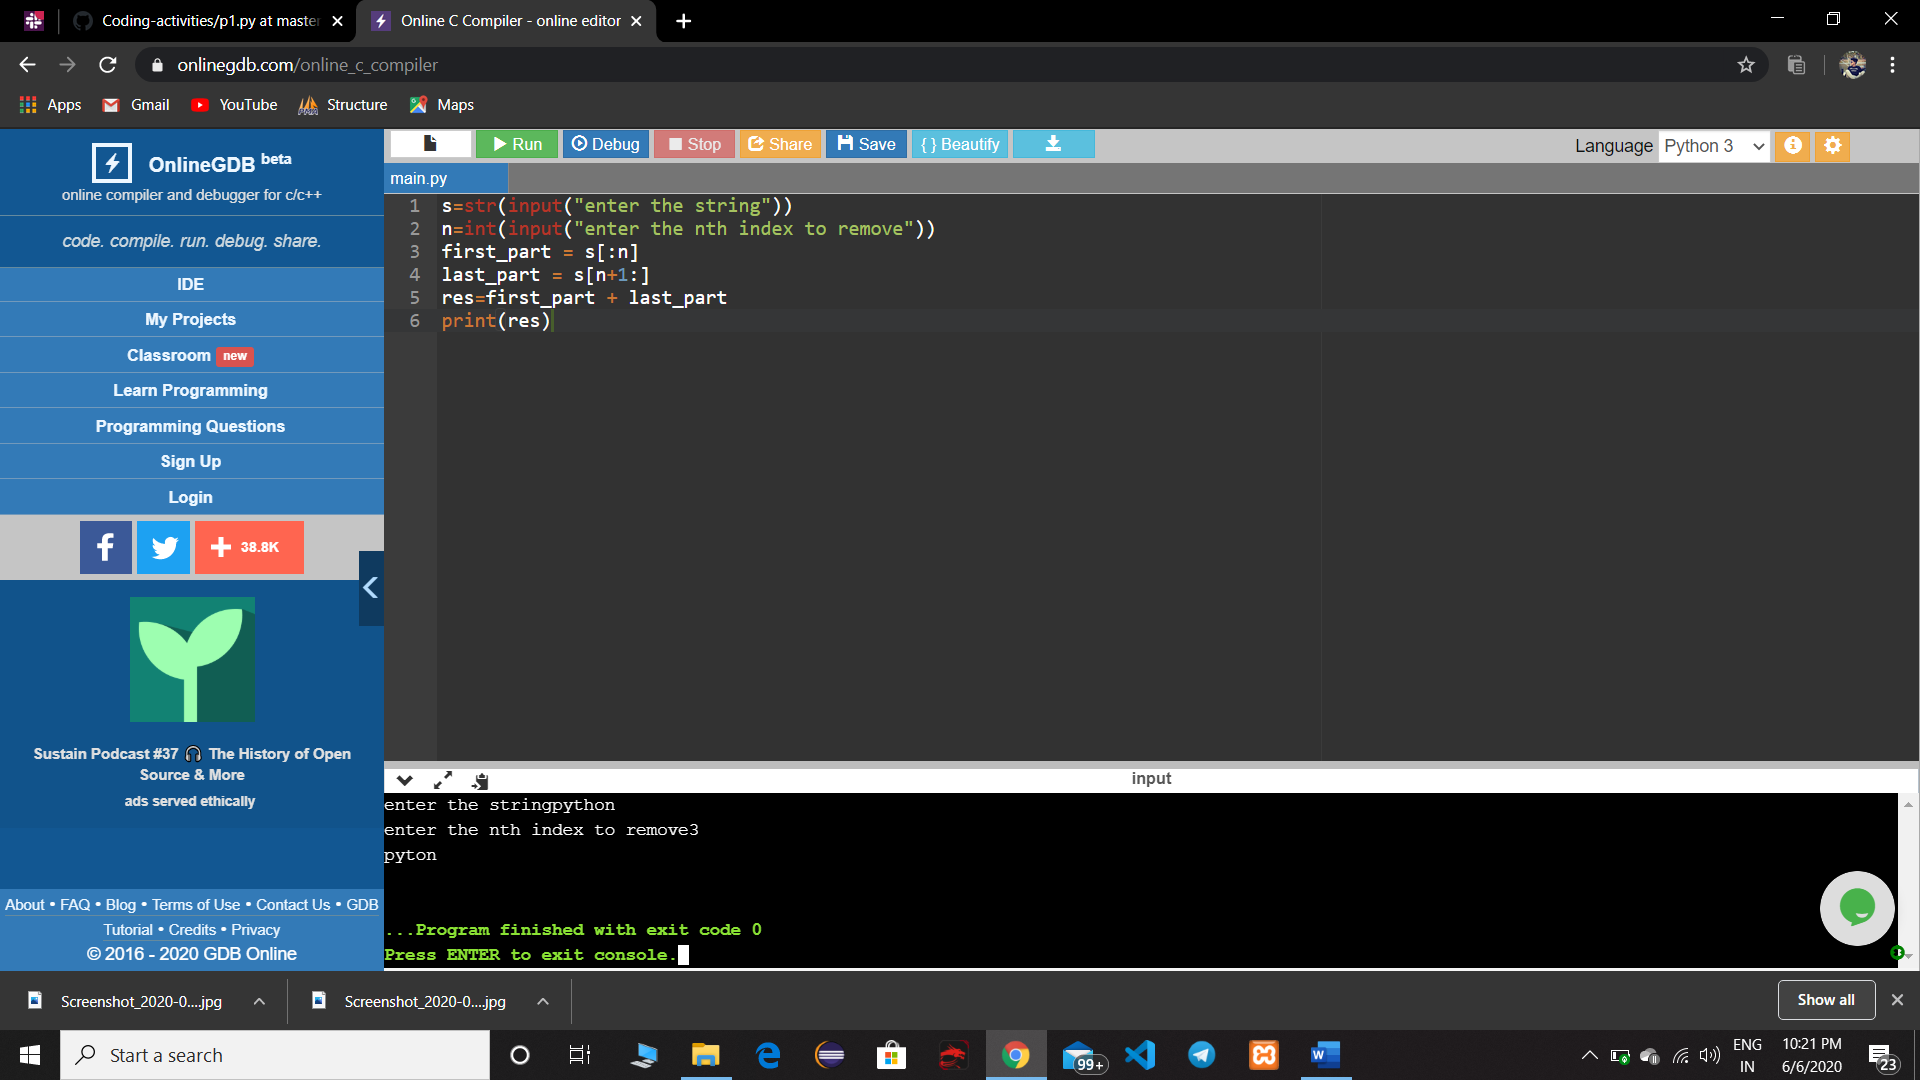 Coding-activities/p1.py at master
Online C Compiler - online editor
onlinegdb.com/online_c_compiler
Apps
Gmail
YouTube
Structure
Maps
OnlineGDB beta
online compiler and debugger for c/c++
code. compile. run. debug. share.
IDE
My Projects
Classroom new
Learn Programming
Programming Questions
Sign Up
Login
38.8K
Sustain Podcast #37 🎧 The History of Open
Source & More
ads served ethically
About • FAQ • Blog • Terms of Use • Contact Us • GDB
Tutorial • Credits • Privacy
© 2016 - 2020 GDB Online
Run
Debug
Stop
Share
Save
{ } Beautify
Language Python 3
main.py
1 s=str(input("enter the string"))
2 n=int(input("enter the nth index to remove"))
3 first_part = s[:n]
4 last_part = s[n+1:]
5 res=first_part + last_part
6 print(res)
input
enter the stringpython
enter the nth index to remove3
pyton
...Program finished with exit code 0
Press ENTER to exit console.
Screenshot_2020-0....jpg
Screenshot_2020-0....jpg
Show all
Start a search
99+
W
ENG
IN
10:21 PM
6/6/2020
23